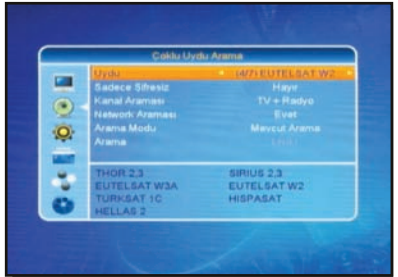 Çoklu Uydu Arama
Uydu (4/7) EUTELSAT W2
Sadece Şifresiz Hayır
Kanal Araması TV + Radyo
Network Araması Evet
Arama Modu Mevcut Arama
Arama
THOR 2,3 SIRIUS 2,3
EUTELSAT W3A EUTELSAT W2
TURKSAT 1C HISPASAT
HELLAS 2